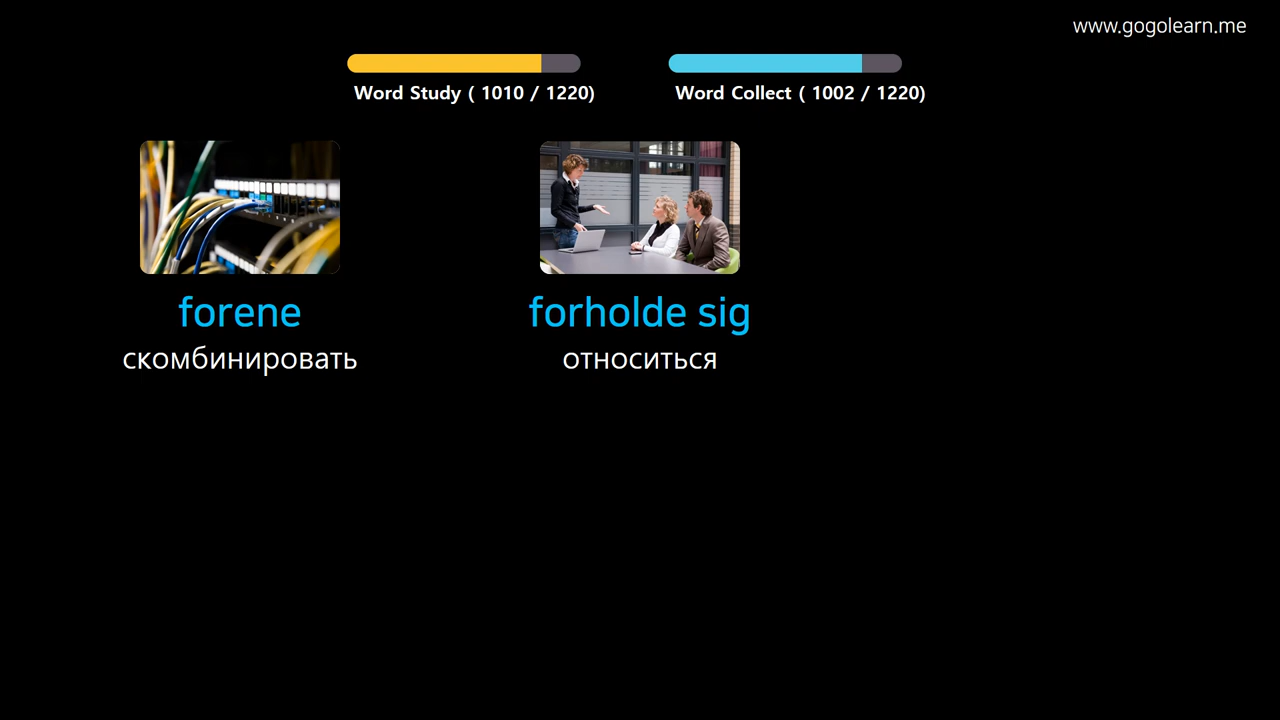 www.gogolearn.me
Word Study ( 1010 / 1220)
Word Collect ( 1002 / 1220)
forene
скомбинировать
forholde sig
относиться